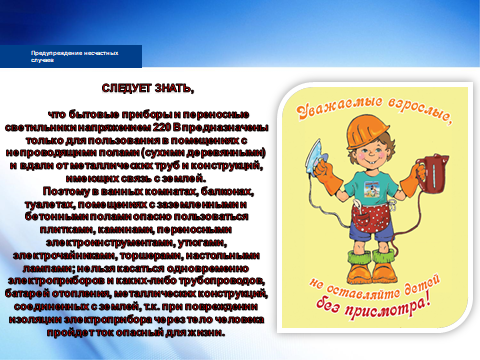 Предупреждение несчастных
случаев
СЛЕДУЕТ ЗНАТЬ,
что бытовые приборы и переносные
светильники напряжением 220 В предназначены
только для пользования в помещениях с
непроводящими полами (сухими деревянными)
и вдали от металлических труб и конструкций,
имеющих связь с землей.
Поэтому в ванных комнатах, балконах,
туалетах, помещениях с заземленными и
бетонными полами опасно пользоваться
плитками, каминами, переносными
электроинструментами, утюгами,
электрочайниками, торшерами, настольными
лампами; нельзя касаться одновременно
электроприборов и каких-либо трубопроводов,
батарей отопления, металлических конструкций,
соединенных с землей, т.к. при повреждении
изоляции электроприбора через тело человека
пройдет ток опасный для жизни.
Уважаемые взрослые,
не оставляйте детей
без присмотра!